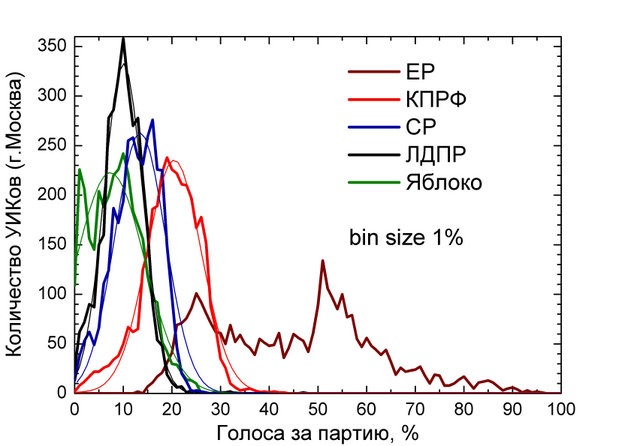 Количество УИКов (г.Москва)
350
300
250
200
150
100
50
0
ЕР
КПРФ
СР
ЛДПР
Яблоко
bin size 1%
0 10 20 30 40 50 60 70 80 90 100
Голоса за партию, %